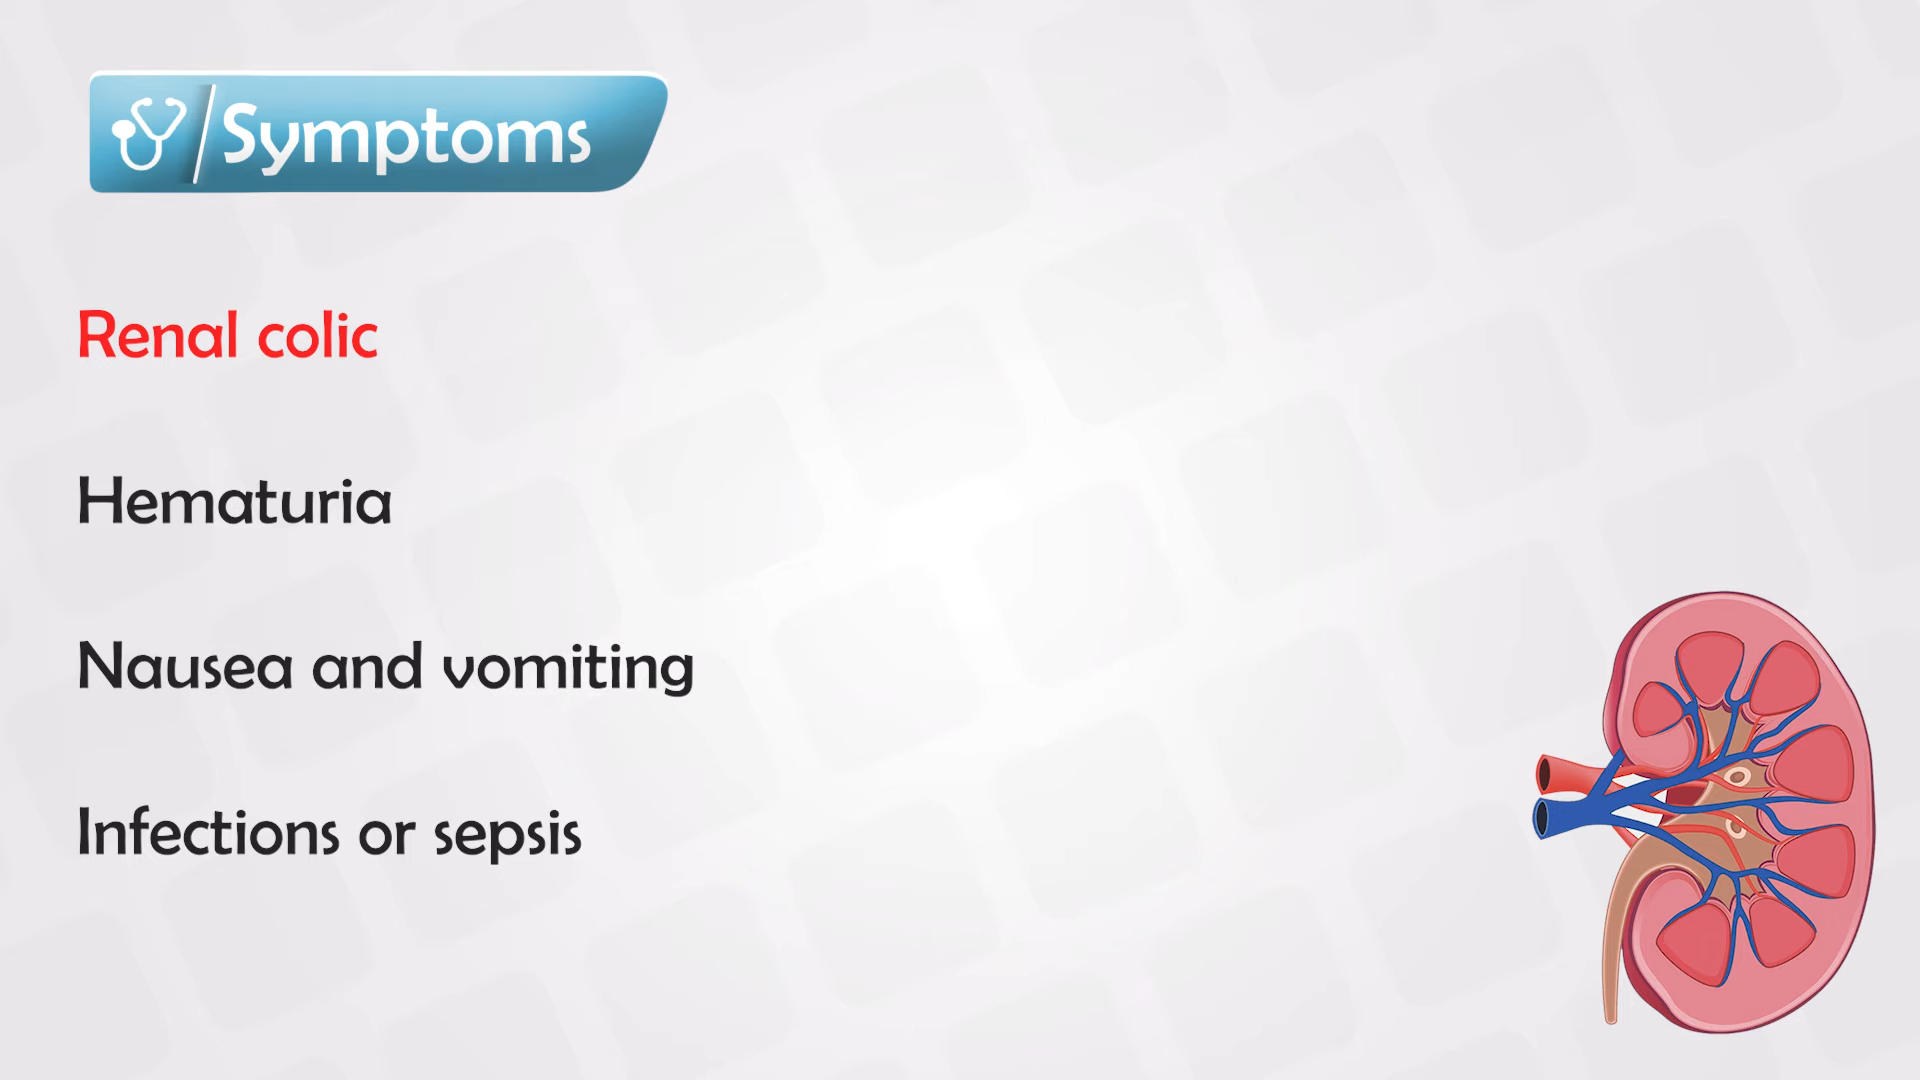 Symptoms
Renal colic
Hematuria
Nausea and vomiting
Infections or sepsis